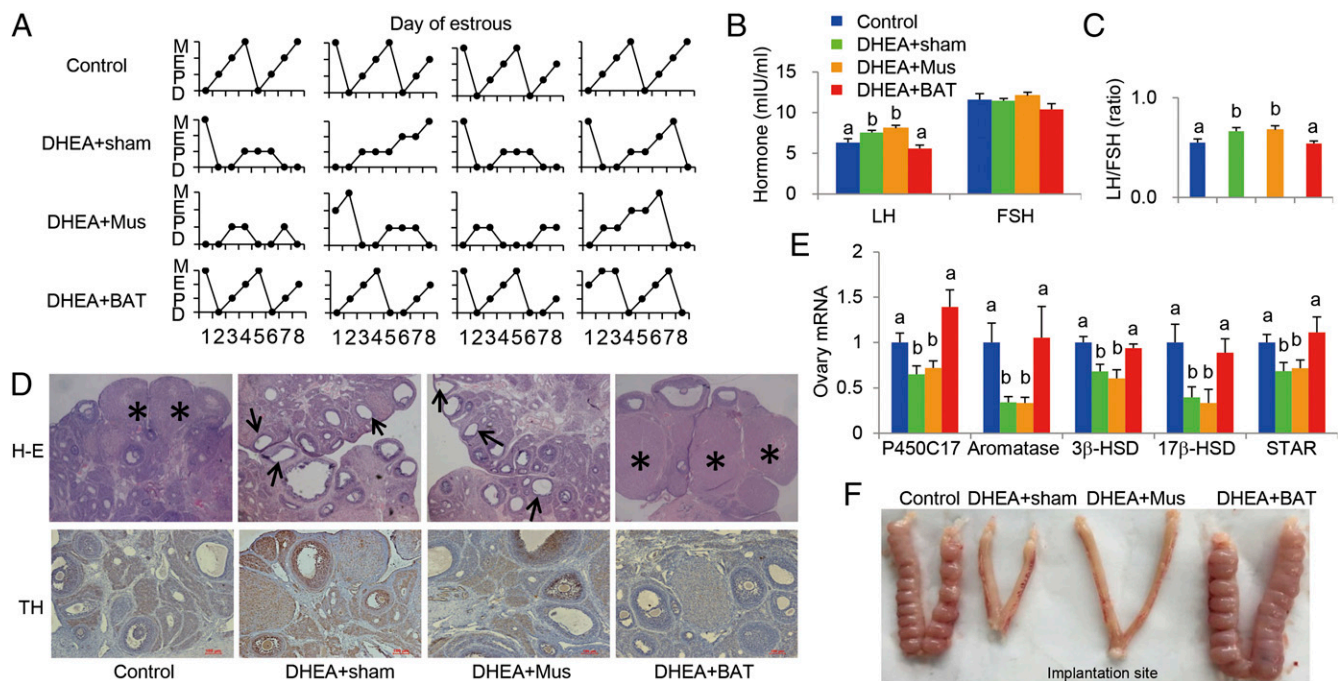 A
Day of estrous
Control
M
E
P
D
DHEA+sham
M
E
P
D
DHEA+Mus
M
E
P
D
DHEA+BAT
M
E
P
D
12345678 12345678 12345678 12345678
B
Control
DHEA+sham
DHEA+Mus
DHEA+BAT
Hormone (mIU/ml)
15
10
5
0
a b b a
LH FSH
C
LH/FSH (ratio)
1.0
0.0
a b b a
D
H-E
* *
* * *
TH
Control DHEA+sham DHEA+Mus DHEA+BAT
E
Ovary mRNA
2
1.5
1
0.5
0
a b b a a b b a a b b a a b b a a b b a
P450C17 Aromatase 3β-HSD 17β-HSD STAR
F
Control DHEA+sham DHEA+Mus DHEA+BAT
Implantation site